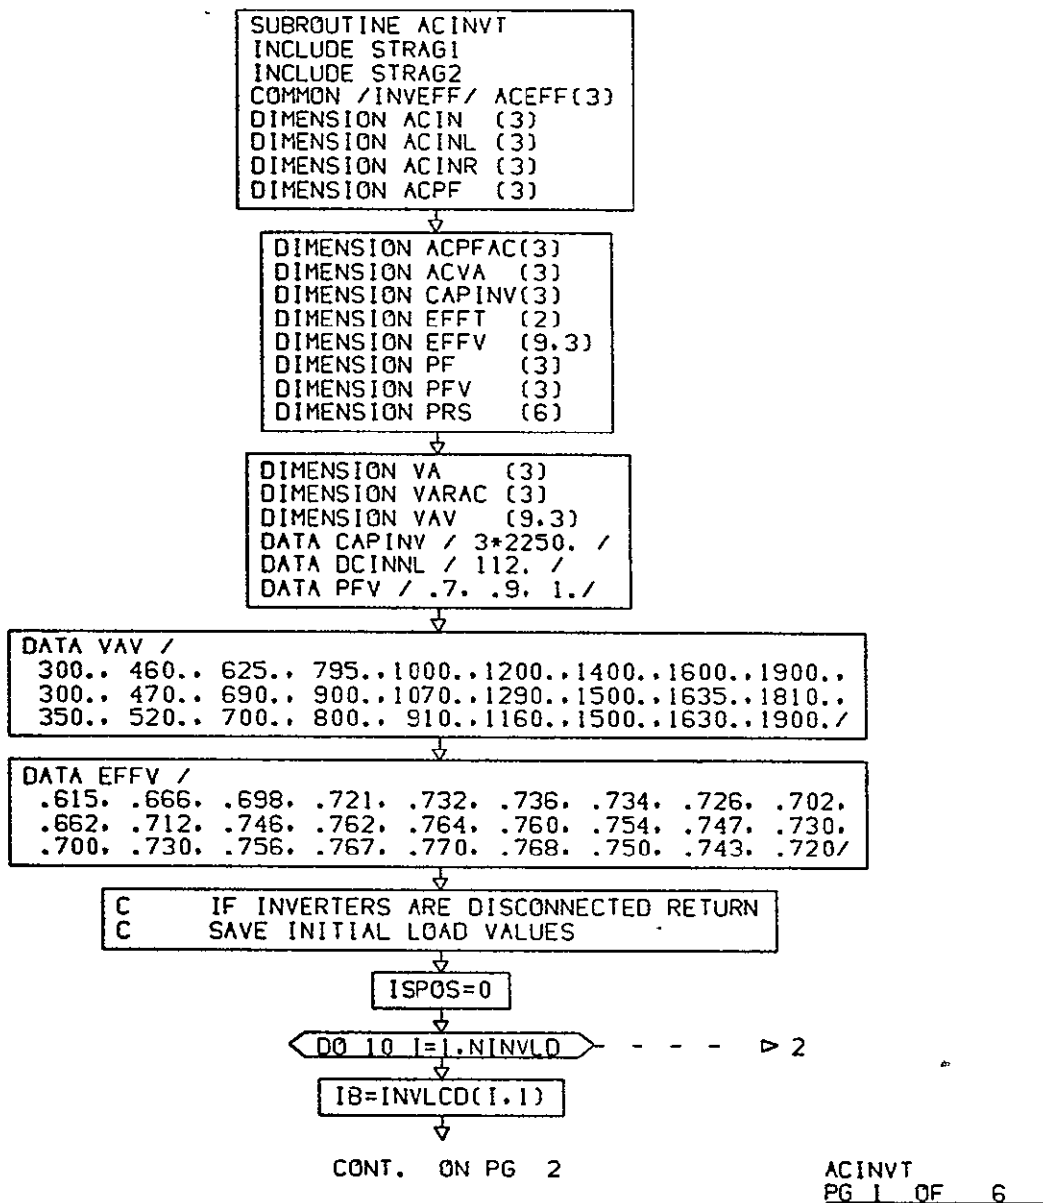 SUBROUTINE ACINVT
INCLUDE STRAG1
INCLUDE STRAG2
COMMON /INVEFF/ ACEFF(3)
DIMENSION ACIN (3)
DIMENSION ACINL (3)
DIMENSION ACINR (3)
DIMENSION ACPF (3)
DIMENSION ACPFAC(3)
DIMENSION ACVA (3)
DIMENSION CAPINV(3)
DIMENSION EFFT (2)
DIMENSION EFFV (9,3)
DIMENSION PF (3)
DIMENSION PFV (3)
DIMENSION PRS (6)
DIMENSION VA (3)
DIMENSION VARAC (3)
DIMENSION VAV (9,3)
DATA CAPINV / 3*2250. /
DATA DCINNL / 112. /
DATA PFV / .7, .9, 1./
DATA VAV /
300., 460., 625., 795.,1000.,1200.,1400.,1600.,1900.,
300., 470., 690., 900.,1070.,1290.,1500.,1635.,1810.,
350., 520., 700., 800., 910.,1160.,1500.,1630.,1900./
DATA EFFV /
.615, .666, .698, .721, .732, .736, .734, .726, .702,
.662, .712, .746, .762, .764, .760, .754, .747, .730,
.700, .730, .756, .767, .770, .768, .750, .743, .720/
C IF INVERTERS ARE DISCONNECTED RETURN
C SAVE INITIAL LOAD VALUES
ISPOS=0
DO 10 I=1,NINVLD
2
IB=INVLCD(I,1)
CONT. ON PG 2
ACINVT
PG 1 OF 6